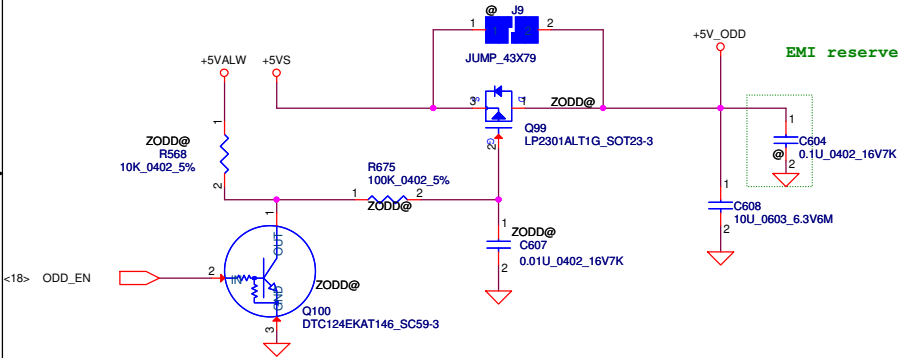 @ J9
1 1 2 2
JUMP_43X79
+5V_ODD
EMI reserve
+5VALW +5VS
3 S D 1 ZODD@
G 2
Q99
LP2301ALT1G_SOT23-3
1
C604
0.1U_0402_16V7K
@ 2
1
ZODD@
R568
10K_0402_5%
2
R675
100K_0402_5%
1 2
ZODD@
1
C608
10U_0603_6.3V6M
2
1 ZODD@
C607
0.01U_0402_16V7K
2
1
OUT
<18> ODD_EN 2 IN
GND
ZODD@
Q100
DTC124EKAT146_SC59-3
3